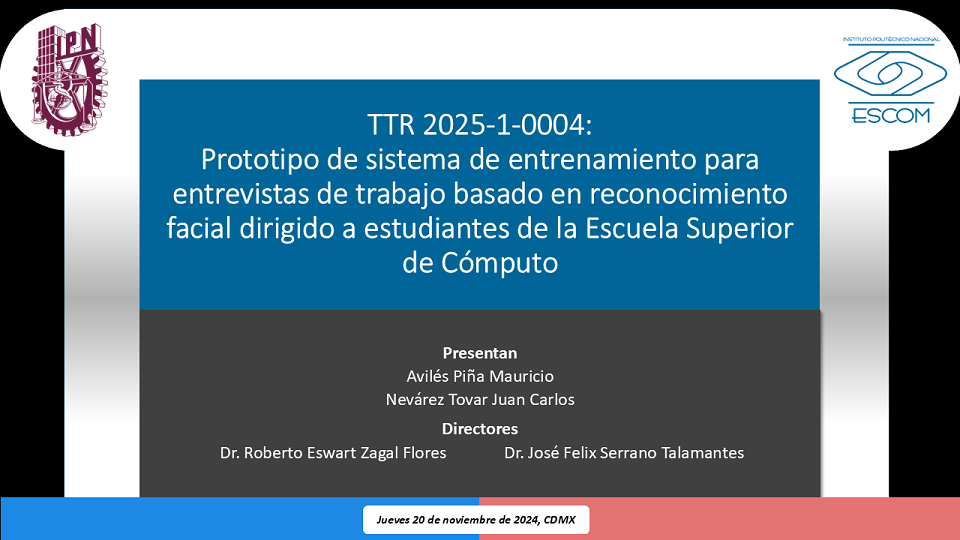 IPN
INSTITUTO POLITÉCNICO NACIONAL
ESCOM
TTR 2025-1-0004:
Prototipo de sistema de entrenamiento para
entrevistas de trabajo basado en reconocimiento
facial dirigido a estudiantes de la Escuela Superior
de Cómputo
Presentan
Avilés Piña Mauricio
Nevárez Tovar Juan Carlos
Directores
Dr. Roberto Eswart Zagal Flores
Dr. José Felix Serrano Talamantes
Jueves 20 de noviembre de 2024, CDMX